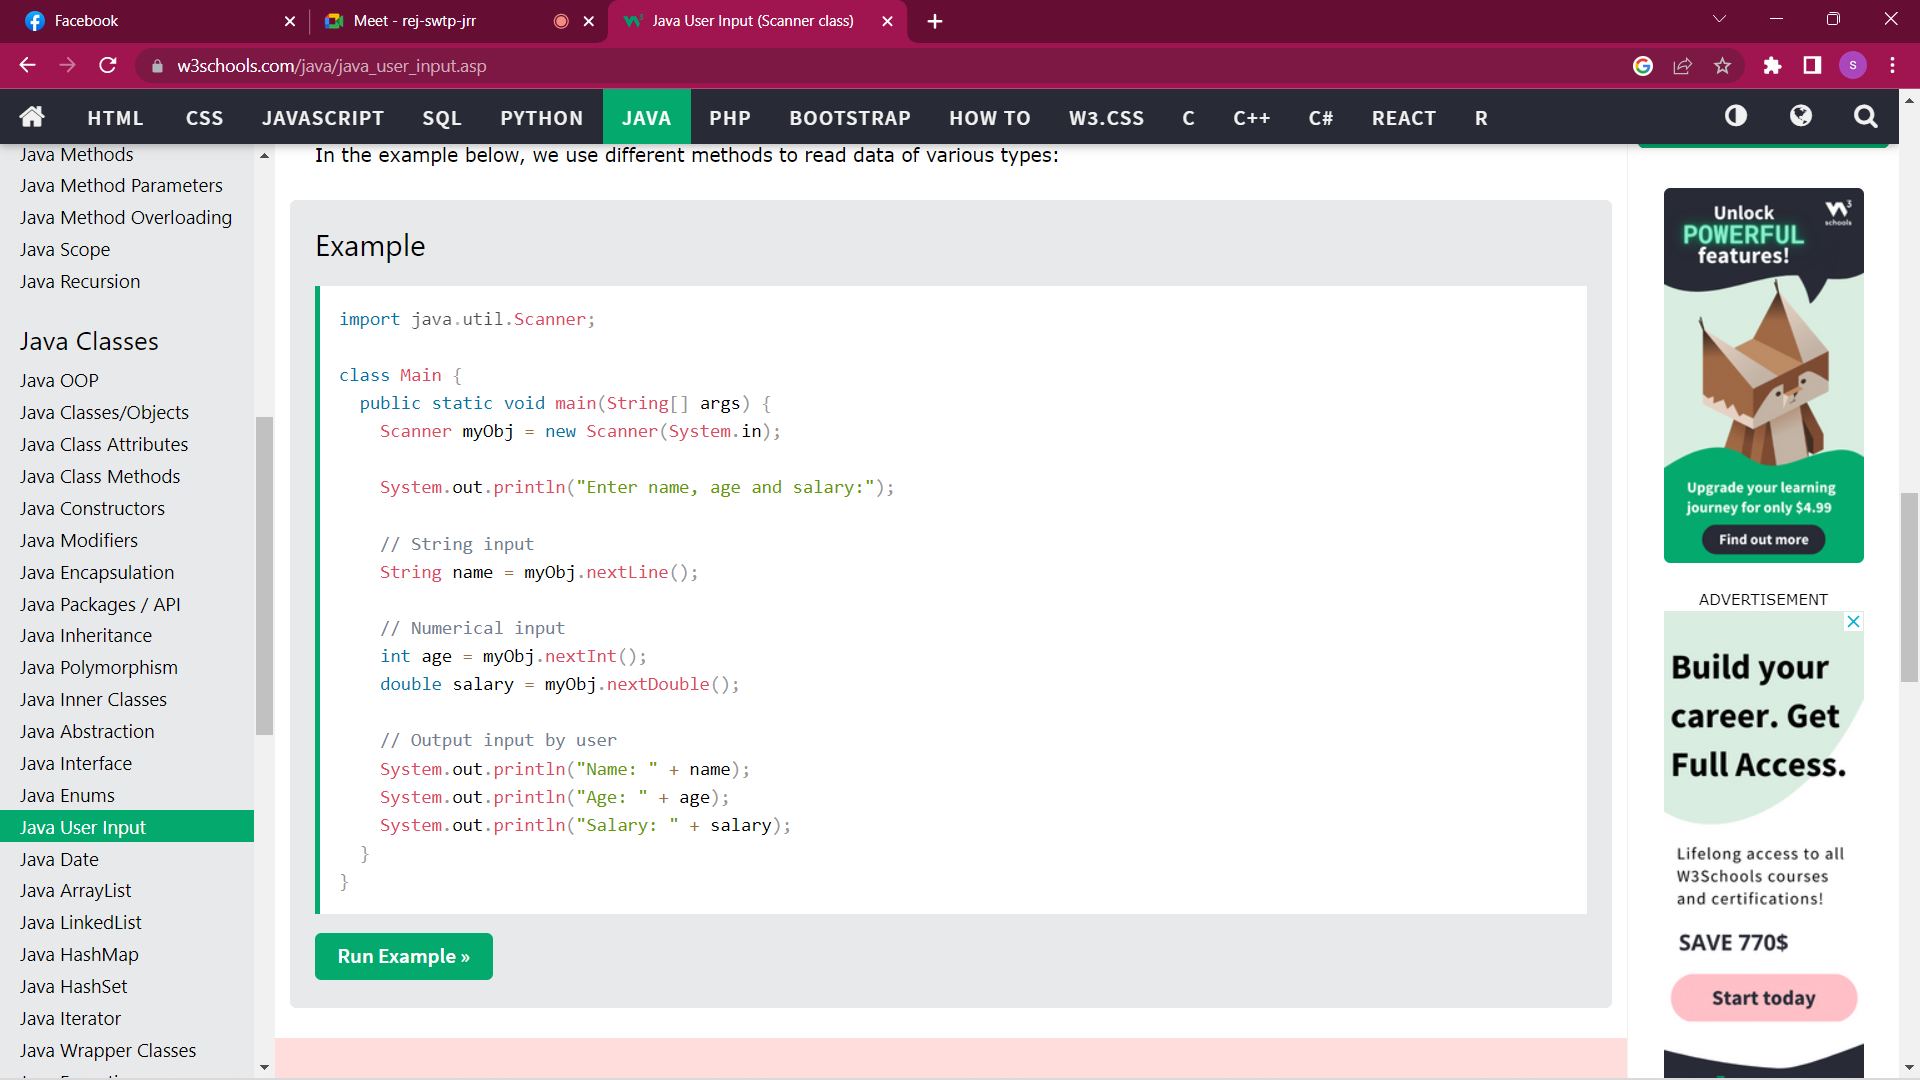 Facebook
Meet - rej-swtp-jrr
Java User Input (Scanner class)
w3schools.com/java/java_user_input.asp
S
HTML CSS JAVASCRIPT SQL PYTHON JAVA PHP BOOTSTRAP HOW TO W3.CSS C C++ C# REACT R
Java Methods
Java Method Parameters
Java Method Overloading
Java Scope
Java Recursion
Java Classes
Java OOP
Java Classes/Objects
Java Class Attributes
Java Class Methods
Java Constructors
Java Modifiers
Java Encapsulation
Java Packages / API
Java Inheritance
Java Polymorphism
Java Inner Classes
Java Abstraction
Java Interface
Java Enums
Java User Input
Java Date
Java ArrayList
Java LinkedList
Java HashMap
Java HashSet
Java Iterator
Java Wrapper Classes
In the example below, we use different methods to read data of various types:
Example
import java.util.Scanner;
class Main {
public static void main(String[] args) {
Scanner myObj = new Scanner(System.in);
System.out.println("Enter name, age and salary:");
// String input
String name = myObj.nextLine();
// Numerical input
int age = myObj.nextInt();
double salary = myObj.nextDouble();
// Output input by user
System.out.println("Name: " + name);
System.out.println("Age: " + age);
System.out.println("Salary: " + salary);
}
}
Run Example »
Unlock
POWERFUL
features!
W3
schools
Upgrade your learning
journey for only $4.99
Find out more
ADVERTISEMENT
Build your
career. Get
Full Access.
Lifelong access to all
W3Schools courses
and certifications!
SAVE 770$
Start today